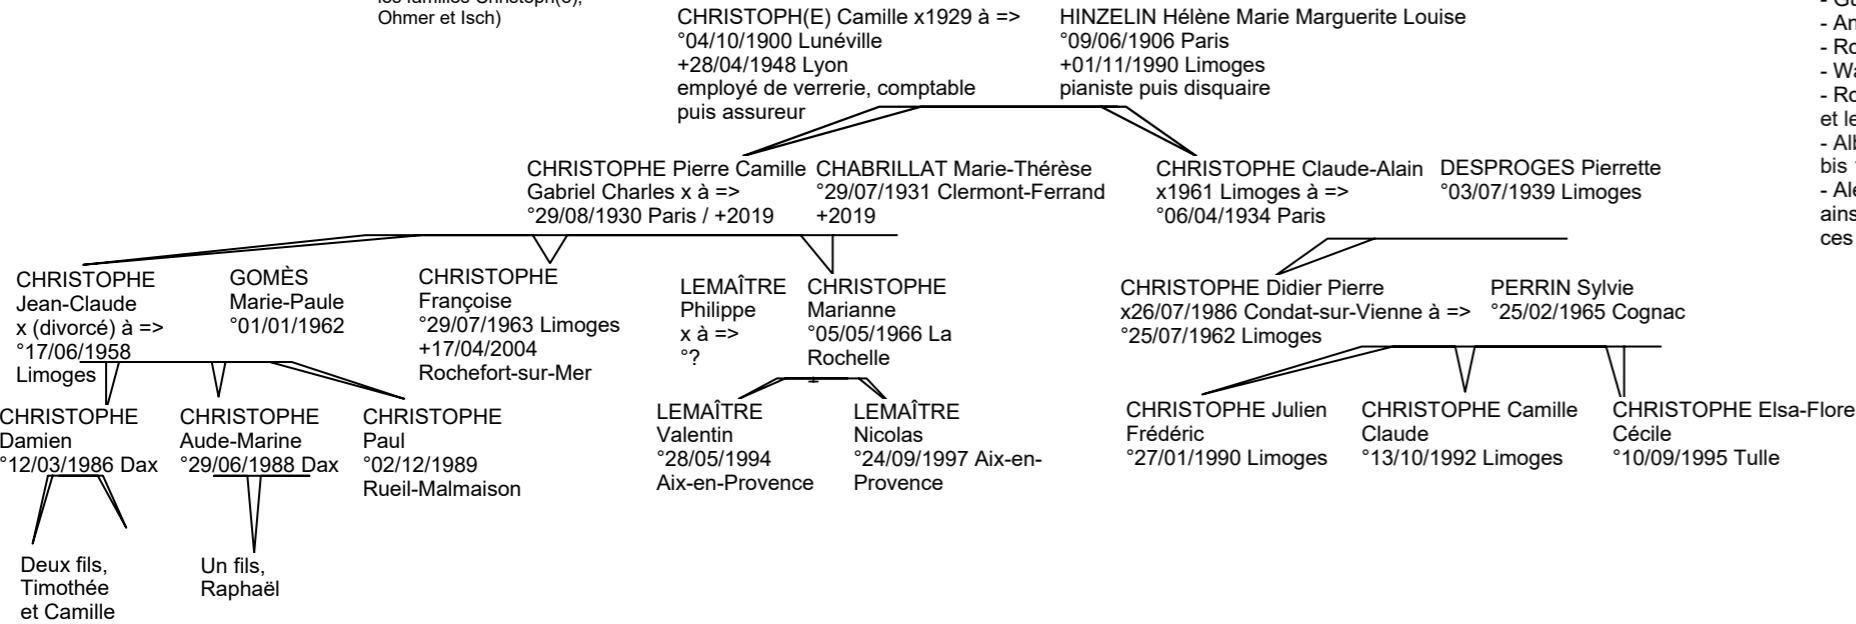 les familles Christoph(e),
Ohmer et Isch)
CHRISTOPH(E) Camille x1929 à =>
°04/10/1900 Lunéville
+28/04/1948 Lyon
employé de verrerie, comptable
puis assureur
HINZELIN Hélène Marie Marguerite Louise
°09/06/1906 Paris
+01/11/1990 Limoges
pianiste puis disquaire
et le
bis
ces
CHRISTOPHE Pierre Camille
Gabriel Charles x à =>
°29/08/1930 Paris / +2019
CHABRILLAT Marie-Thérèse
°29/07/1931 Clermont-Ferrand
+2019
CHRISTOPHE Claude-Alain
x1961 Limoges à =>
°06/04/1934 Paris
DESPROGES Pierrette
°03/07/1939 Limoges
CHRISTOPHE
Jean-Claude
x (divorcé) à =>
°17/06/1958
Limoges
GOMÈS
Marie-Paule
°01/01/1962
CHRISTOPHE
Françoise
°29/07/1963 Limoges
+17/04/2004
Rochefort-sur-Mer
LEMAÎTRE
Philippe
x à =>
°?
CHRISTOPHE
Marianne
°05/05/1966 La
Rochelle
CHRISTOPHE Didier Pierre
x26/07/1986 Condat-sur-Vienne à =>
°25/07/1962 Limoges
PERRIN Sylvie
°25/02/1965 Cognac
CHRISTOPHE
Damien
°12/03/1986 Dax
CHRISTOPHE
Aude-Marine
°29/06/1988 Dax
CHRISTOPHE
Paul
°02/12/1989
Rueil-Malmaison
LEMAÎTRE
Valentin
°28/05/1994
Aix-en-Provence
LEMAÎTRE
Nicolas
°24/09/1997 Aix-en-
Provence
CHRISTOPHE Julien
Frédéric
°27/01/1990 Limoges
CHRISTOPHE Camille
Claude
°13/10/1992 Limoges
CHRISTOPHE Elsa-Flore
Cécile
°10/09/1995 Tulle
Deux fils,
Timothée
et Camille
Un fils,
Raphaël